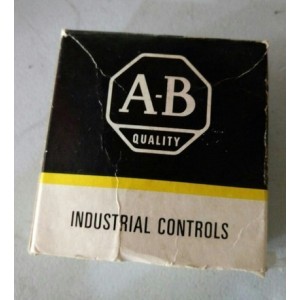 A-B
QUALITY
INDUSTRIAL CONTROLS